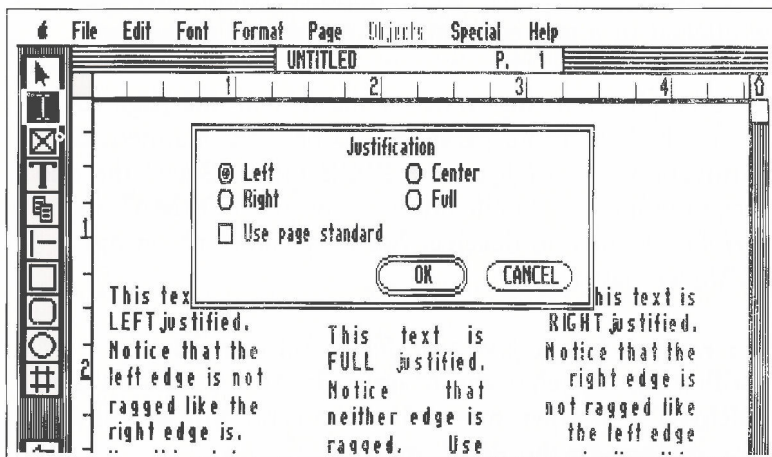 File Edit Font Format Page Objects Special Help
UNTITLED P. 1
1 2 3 4
Justification
Left Center
Right Full
Use page standard
OK CANCEL
1
2
This tex
LEFT justified.
Notice that the
left edge is not
ragged like the
right edge is.
This text is
FULL justified.
Notice that
neither edge is
ragged. Use
his text is
RIGHT justified.
Notice that the
right edge is
not ragged like
the left edge